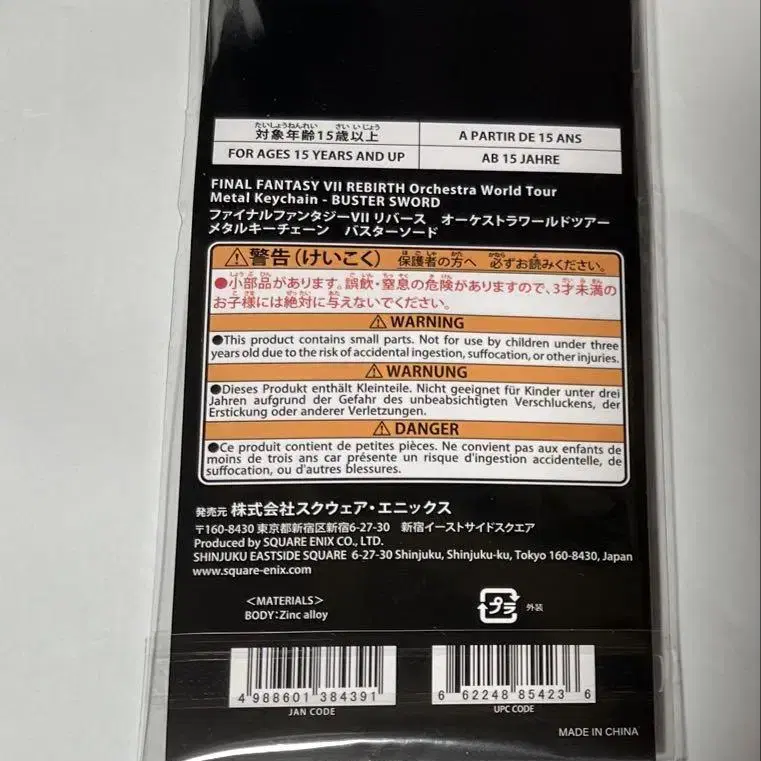 たいしょうねんれい さい いじょう
対象年齢15歳以上
A PARTIR DE 15 ANS
FOR AGES 15 YEARS AND UP
AB 15 JAHRE
FINAL FANTASY VII REBIRTH Orchestra World Tour
Metal Keychain - BUSTER SWORD
ファイナルファンタジーVII リバース オーケストラワールドツアー
メタルキーチェーン バスターソード
⚠警告(けいこく) 保護者の方へ 必ずお読みください。
●小部品があります。誤飲・窒息の危険がありますので、3才未満の
お子様には絶対に与えないでください。
⚠WARNING
●This product contains small parts. Not for use by children under three
years old due to the risk of accidental ingestion, suffocation, or other injuries.
⚠WARNUNG
●Dieses Produkt enthält Kleinteile. Nicht geeignet für Kinder unter drei
Jahren aufgrund der Gefahr des unbeabsichtigten Verschluckens, der
Erstickung oder anderer Verletzungen.
⚠DANGER
●Ce produit contient de petites pièces. Ne convient pas aux enfants de
moins de trois ans car présente un risque d'ingestion accidentelle, de
suffocation, ou d'autres blessures.
発売元 株式会社スクウェア・エニックス
〒160-8430 東京都新宿区新宿6-27-30 新宿イーストサイドスクエア
Produced by SQUARE ENIX CO., LTD.
SHINJUKU EASTSIDE SQUARE 6-27-30 Shinjuku, Shinjuku-ku, Tokyo 160-8430, Japan
www.square-enix.com
<MATERIALS>
BODY:Zinc alloy
プラ 外装
4 988601 384391
JAN CODE
6 62248 85423 6
UPC CODE
MADE IN CHINA